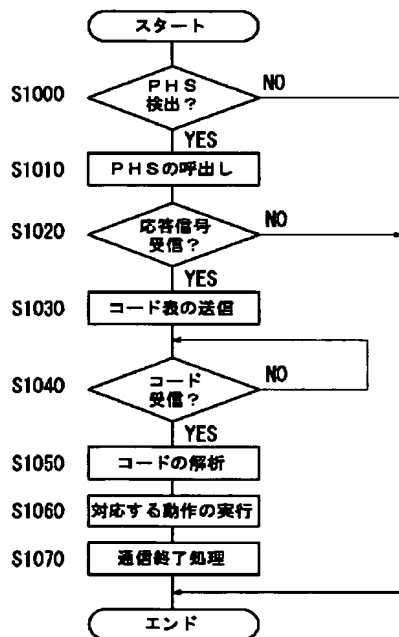 スタート
S1000
PHS
検出?
NO
YES
S1010
PHSの呼出し
S1020
応答信号
受信?
NO
YES
S1030
コード表の送信
S1040
コード
受信?
NO
YES
S1050
コードの解析
S1060
対応する動作の実行
S1070
通信終了処理
エンド